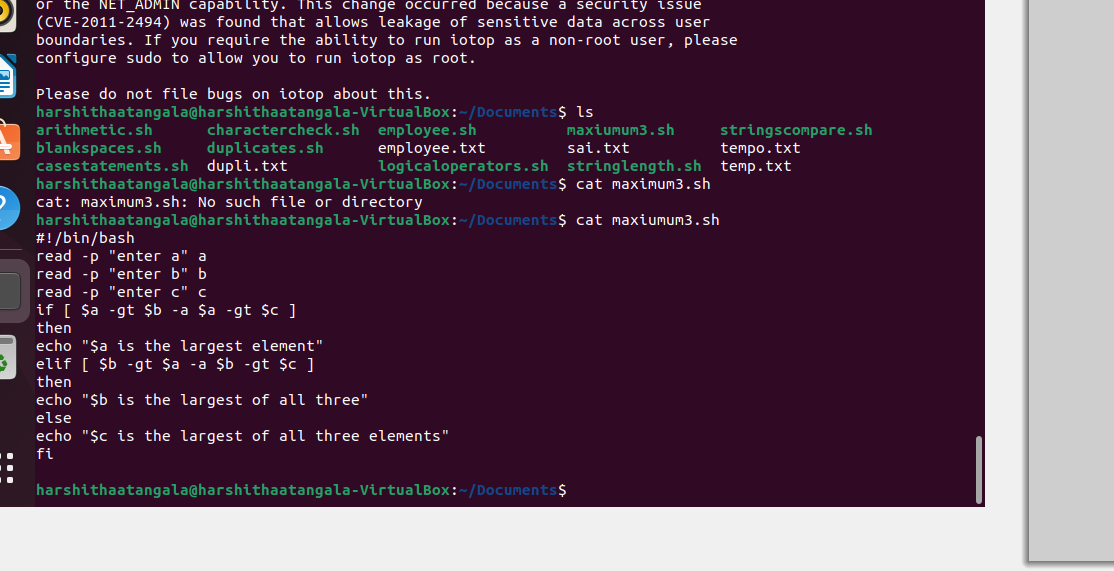 or the NET_ADMIN capability. This change occurred because a security issue
(CVE-2011-2494) was found that allows leakage of sensitive data across user
boundaries. If you require the ability to run iotop as a non-root user, please
configure sudo to allow you to run iotop as root.
Please do not file bugs on iotop about this.
harshithaatangala@harshithaatangala-VirtualBox:~/Documents$ ls
arithmetic.sh charactercheck.sh employee.sh maxiumum3.sh stringscompare.sh
blankspaces.sh duplicates.sh employee.txt sai.txt tempo.txt
casestatements.sh dupli.txt logicaloperators.sh stringlength.sh temp.txt
harshithaatangala@harshithaatangala-VirtualBox:~/Documents$ cat maximum3.sh
cat: maximum3.sh: No such file or directory
harshithaatangala@harshithaatangala-VirtualBox:~/Documents$ cat maxiumum3.sh
#!/bin/bash
read -p "enter a" a
read -p "enter b" b
read -p "enter c" c
if [ $a -gt $b -a $a -gt $c ]
then
echo "$a is the largest element"
elif [ $b -gt $a -a $b -gt $c ]
then
echo "$b is the largest of all three"
else
echo "$c is the largest of all three elements"
fi
harshithaatangala@harshithaatangala-VirtualBox:~/Documents$